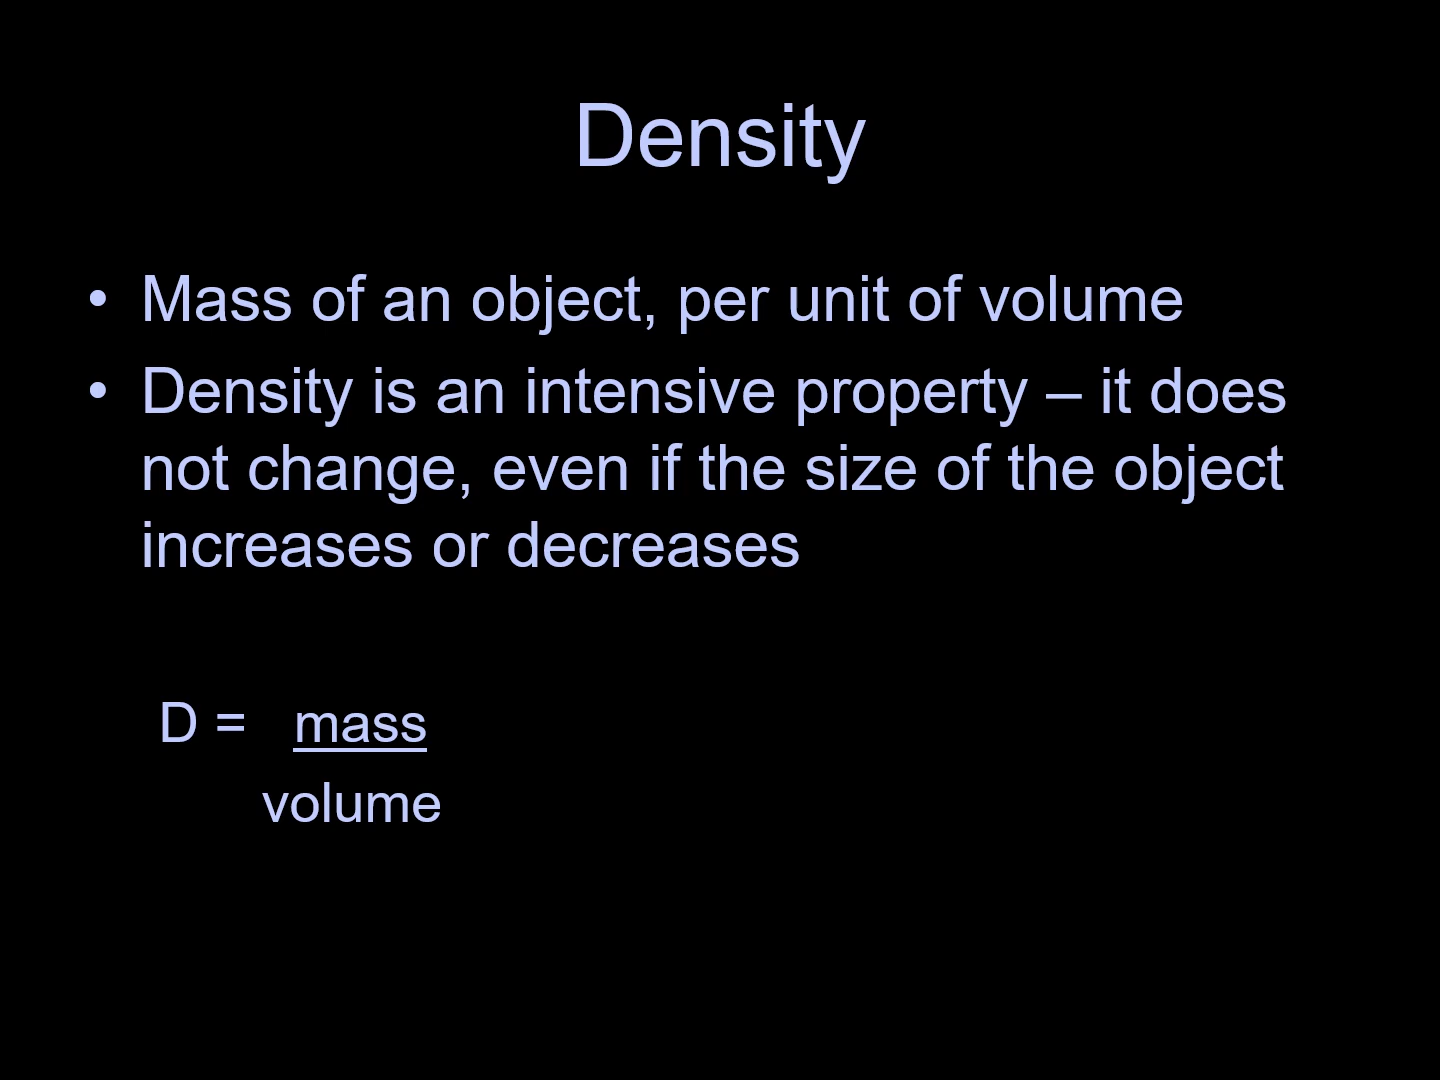 Density
• Mass of an object, per unit of volume
• Density is an intensive property – it does
not change, even if the size of the object
increases or decreases
D = mass
volume